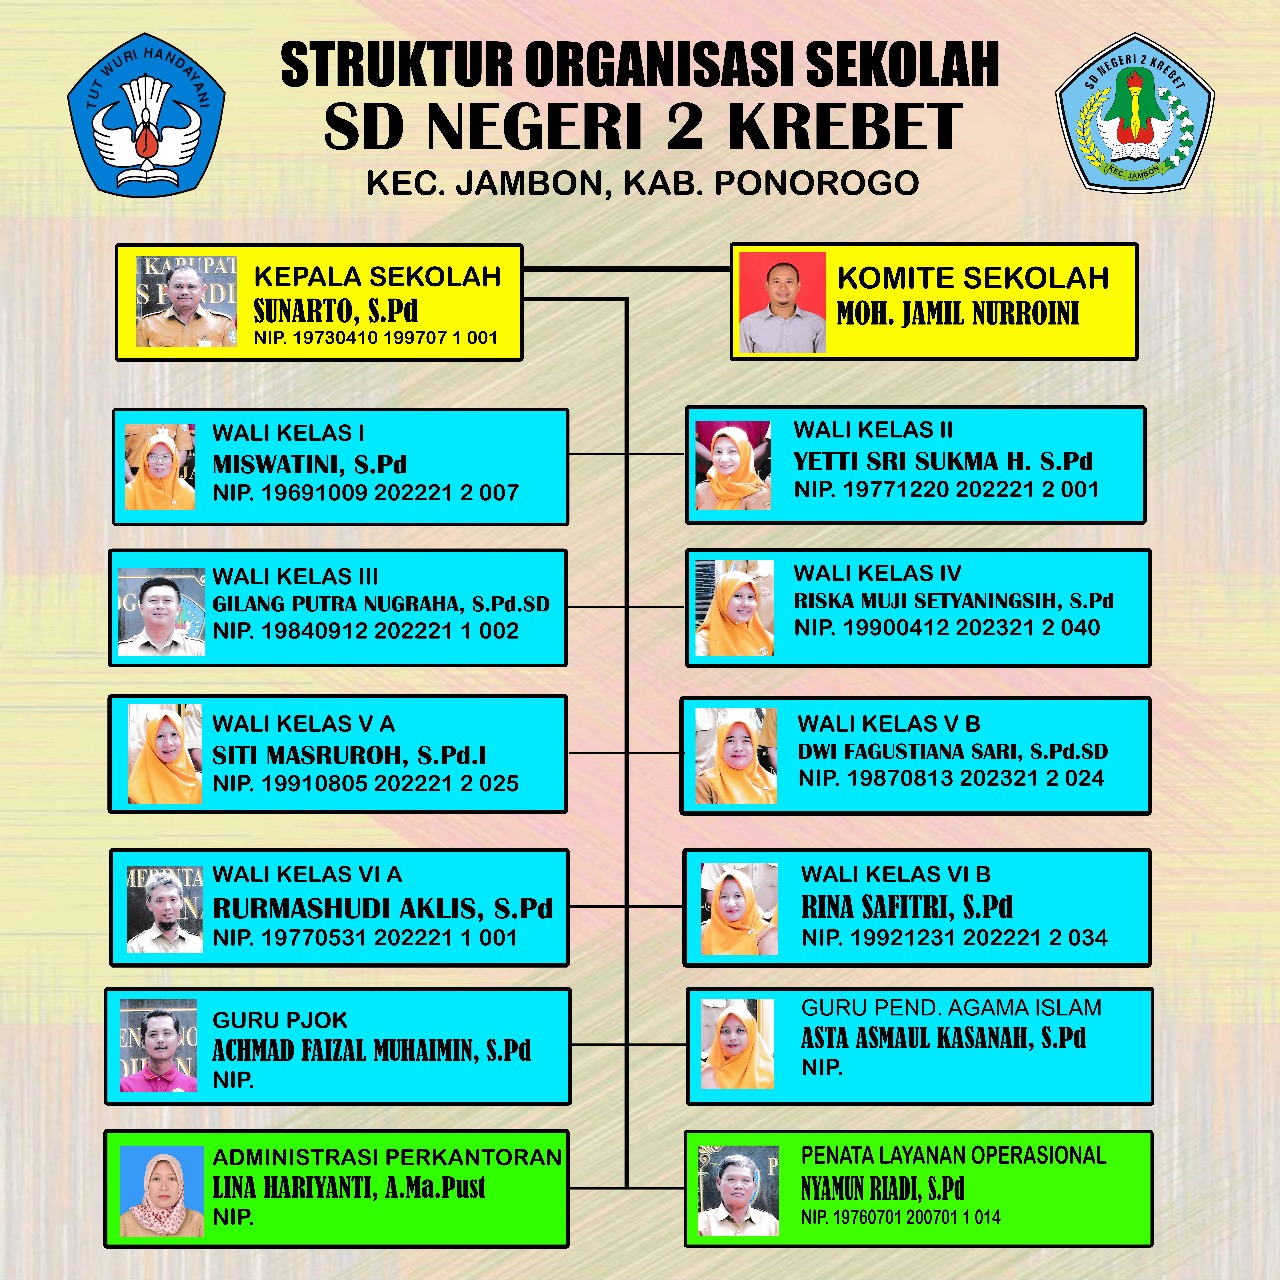 TUT WURI HANDAYANI
STRUKTUR ORGANISASI SEKOLAH
SD NEGERI 2 KREBET
KEC. JAMBON, KAB. PONOROGO
SD NEGERI 2 KREBET
KEC. JAMBON
KEPALA SEKOLAH
SUNARTO, S.Pd
NIP. 19730410 199707 1 001
KOMITE SEKOLAH
MOH. JAMIL NURROINI
WALI KELAS I
MISWATINI, S.Pd
NIP. 19691009 202221 2 007
WALI KELAS II
YETTI SRI SUKMA H. S.Pd
NIP. 19771220 202221 2 001
WALI KELAS III
GILANG PUTRA NUGRAHA, S.Pd.SD
NIP. 19840912 202221 1 002
WALI KELAS IV
RISKA MUJI SETYANINGSIH, S.Pd
NIP. 19900412 202321 2 040
WALI KELAS V A
SITI MASRUROH, S.Pd.I
NIP. 19910805 202221 2 025
WALI KELAS V B
DWI FAGUSTIANA SARI, S.Pd.SD
NIP. 19870813 202321 2 024
WALI KELAS VI A
RURMASHUDI AKLIS, S.Pd
NIP. 19770531 202221 1 001
WALI KELAS VI B
RINA SAFITRI, S.Pd
NIP. 19921231 202221 2 034
GURU PJOK
ACHMAD FAIZAL MUHAIMIN, S.Pd
NIP.
GURU PEND. AGAMA ISLAM
ASTA ASMAUL KASANAH, S.Pd
NIP.
ADMINISTRASI PERKANTORAN
LINA HARIYANTI, A.Ma.Pust
NIP.
PENATA LAYANAN OPERASIONAL
NYAMUN RIADI, S.Pd
NIP. 19760701 200701 1 014